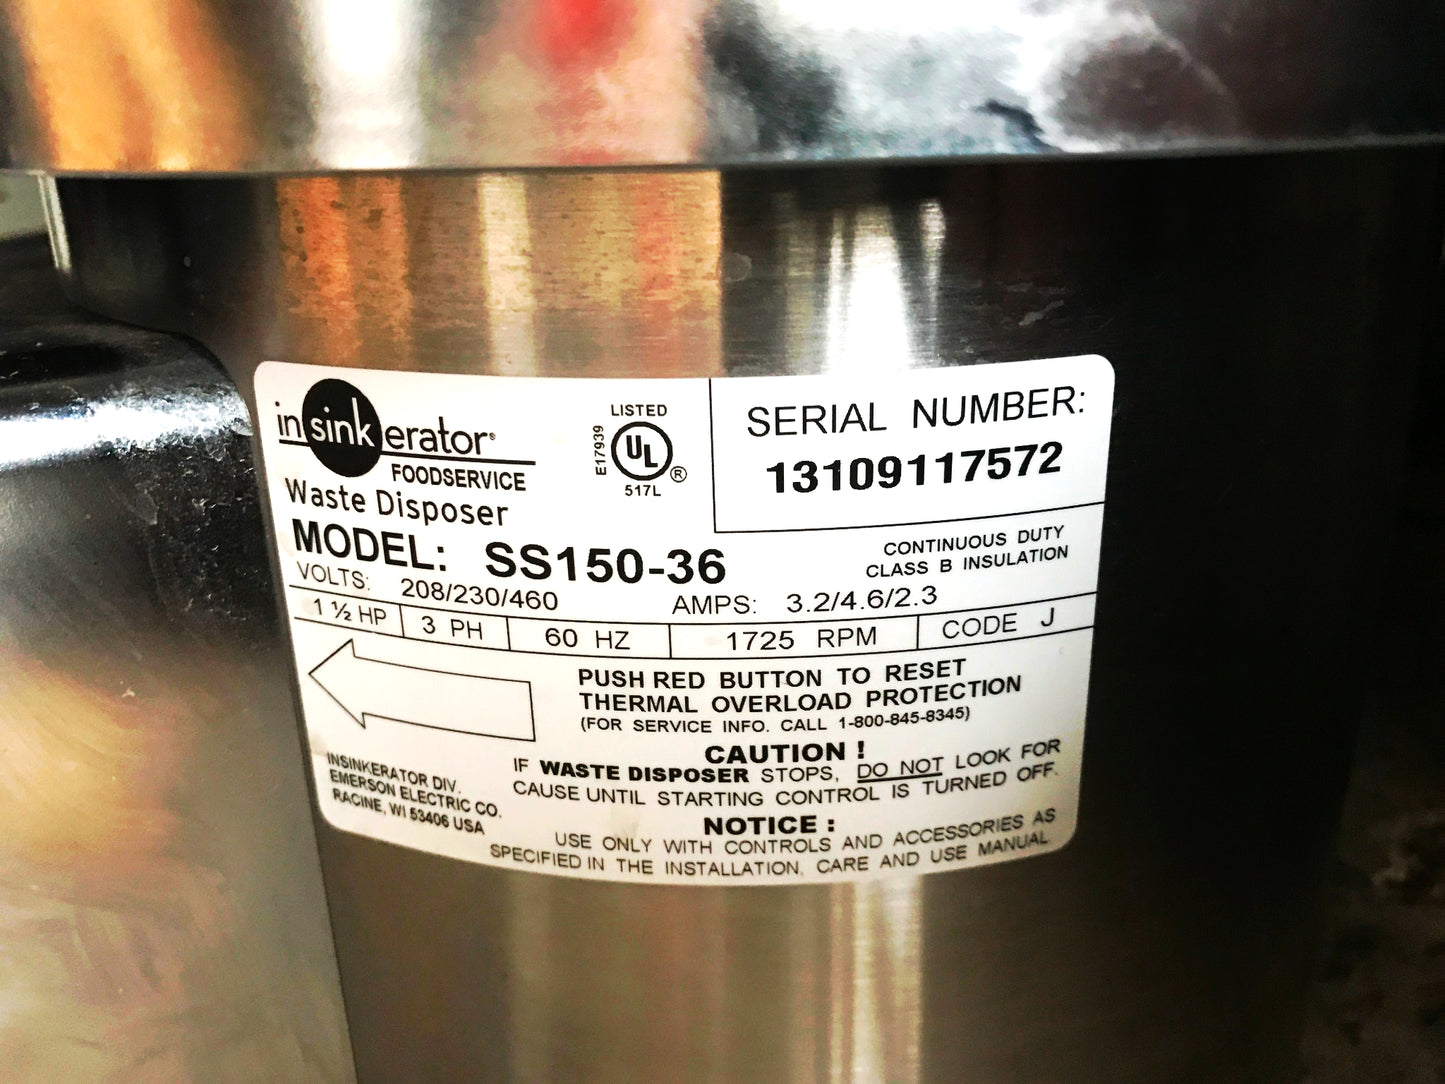 insinkerator®
FOODSERVICE
Waste Disposer
LISTED
E17939
UL
®
517L
SERIAL NUMBER:
13109117572
MODEL: SS150-36
CONTINUOUS DUTY
CLASS B INSULATION
VOLTS: 208/230/460 AMPS: 3.2/4.6/2.3
1 ½ HP 3 PH 60 HZ 1725 RPM CODE J
PUSH RED BUTTON TO RESET
THERMAL OVERLOAD PROTECTION
(FOR SERVICE INFO. CALL 1-800-845-8345)
CAUTION !
IF WASTE DISPOSER STOPS, DO NOT LOOK FOR
CAUSE UNTIL STARTING CONTROL IS TURNED OFF.
INSINKERATOR DIV.
EMERSON ELECTRIC CO.
RACINE, WI 53406 USA
NOTICE :
USE ONLY WITH CONTROLS AND ACCESSORIES AS
SPECIFIED IN THE INSTALLATION, CARE AND USE MANUAL